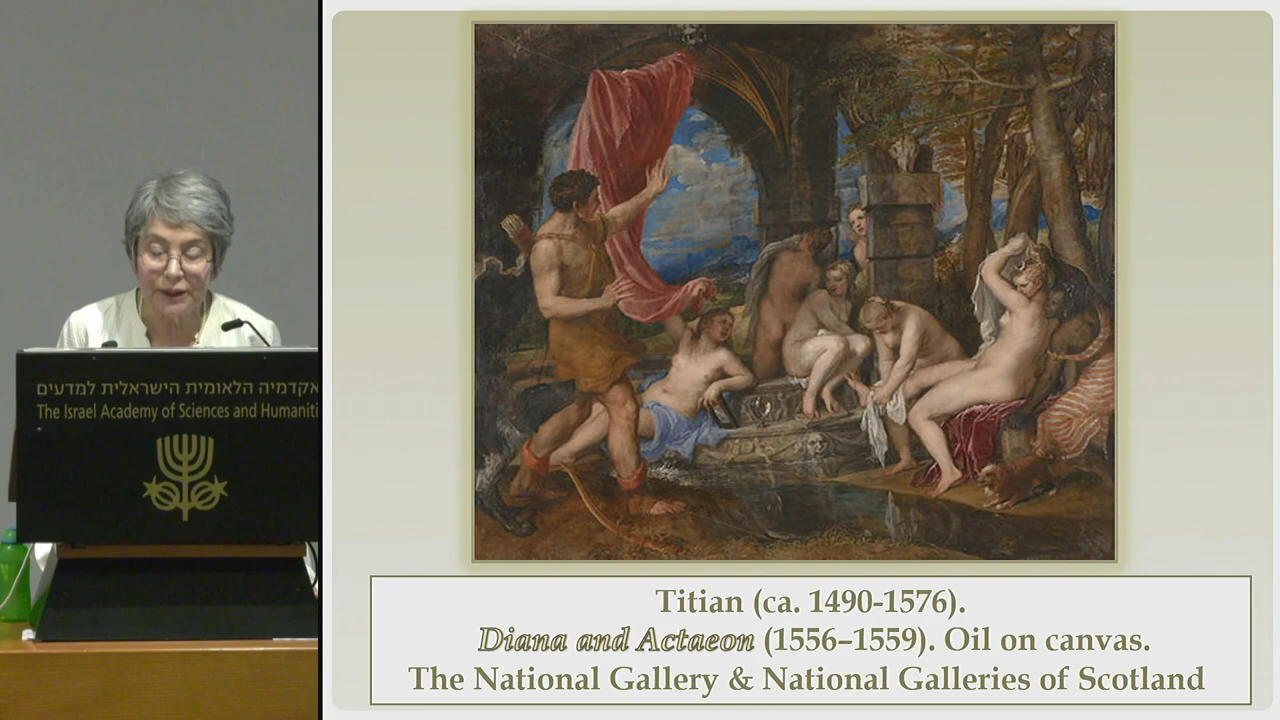 אקדמיה הלאומית הישראלית למדעים
The Israel Academy of Sciences and Humaniti
Titian (ca. 1490-1576).
Diana and Actaeon (1556–1559). Oil on canvas.
The National Gallery & National Galleries of Scotland